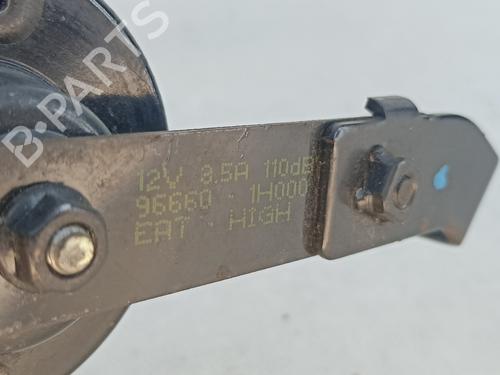 B-PARTS
12V 3.5A 110dB
96660 - 1H000
EAT - HIGH